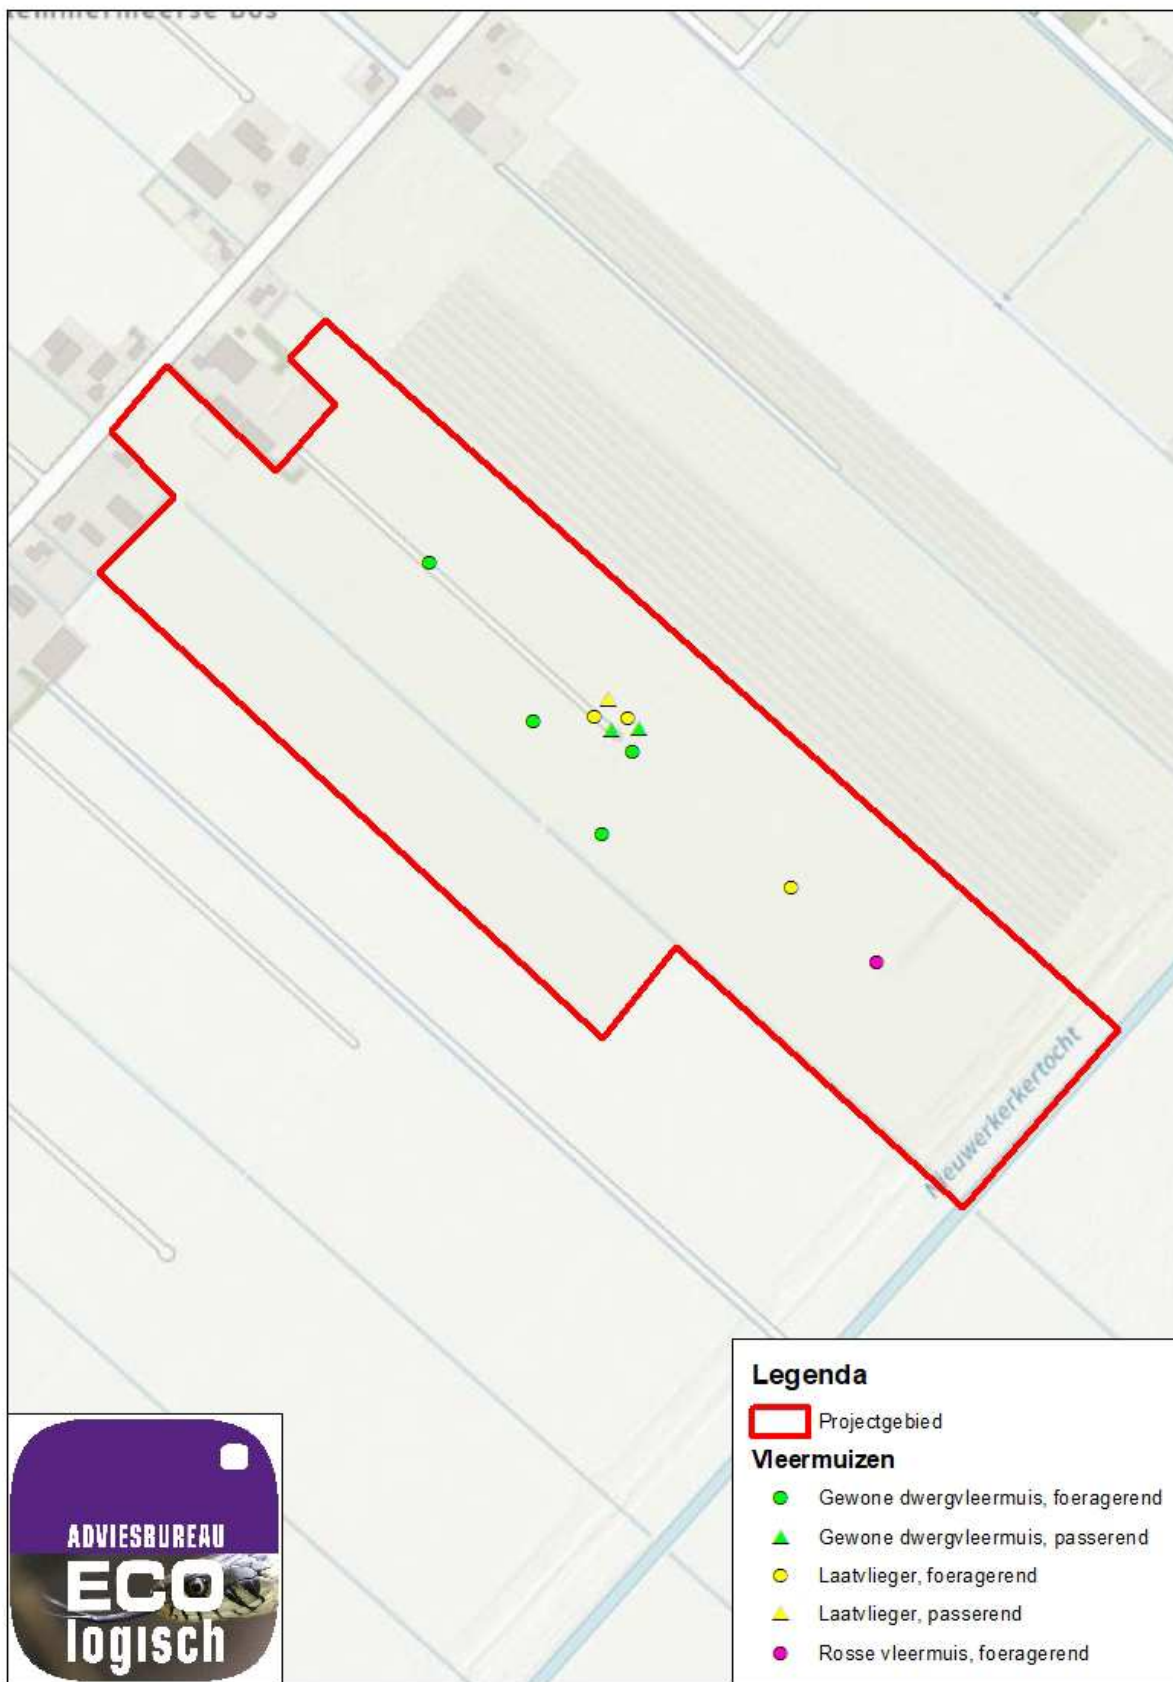 Bos
Nieuwerkerkertocht
Legenda
Projectgebied
Vleermuizen
Gewone dwergvleermuis, foeragerend
Gewone dwergvleermuis, passerend
Laatvlieger, foeragerend
Laatvlieger, passerend
Rosse vleermuis, foeragerend
ADVIESBUREAU
ECO
logisch